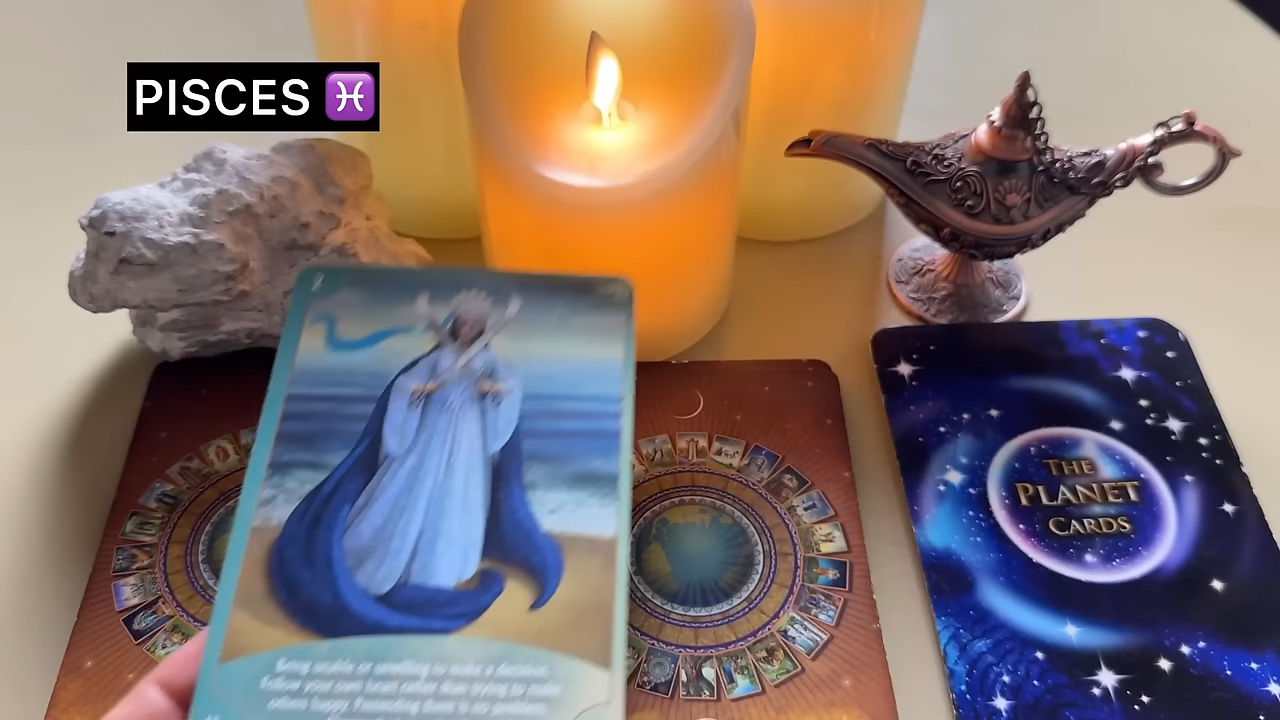 PISCES ♓
Being unable or unwilling to make a decision.
Follow your own heart rather than trying to make
others happy. Pretending there is no problem.
THE
PLANET
CARDS